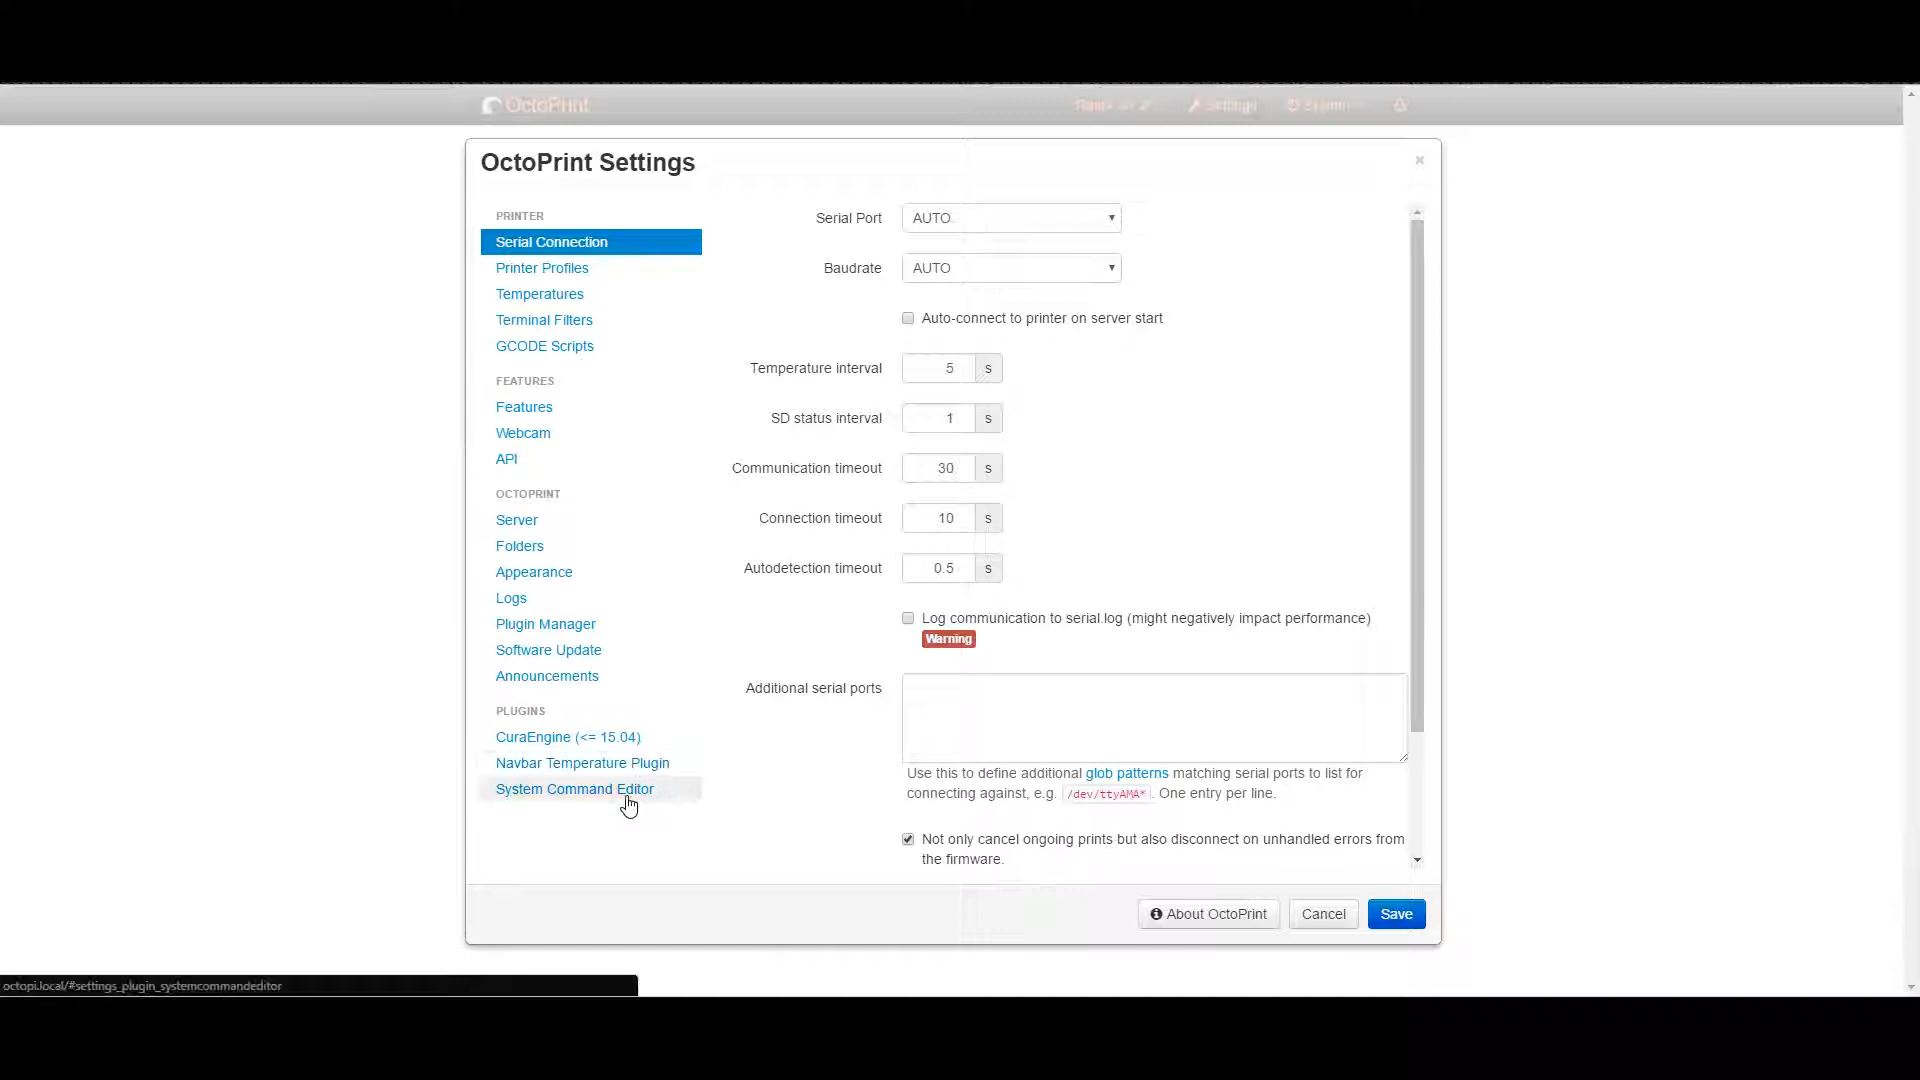 OctoPrint
Settings
OctoPrint Settings
×
PRINTER
Serial Connection
Printer Profiles
Temperatures
Terminal Filters
GCODE Scripts
FEATURES
Features
Webcam
API
OCTOPRINT
Server
Folders
Appearance
Logs
Plugin Manager
Software Update
Announcements
PLUGINS
CuraEngine (<= 15.04)
Navbar Temperature Plugin
System Command Editor
Serial Port AUTO
Baudrate AUTO
Auto-connect to printer on server start
Temperature interval 5 s
SD status interval 1 s
Communication timeout 30 s
Connection timeout 10 s
Autodetection timeout 0.5 s
Log communication to serial.log (might negatively impact performance)
Warning
Additional serial ports
Use this to define additional glob patterns matching serial ports to list for
connecting against, e.g. /dev/ttyAMA* . One entry per line.
Not only cancel ongoing prints but also disconnect on unhandled errors from
the firmware.
About OctoPrint Cancel Save
octopi.local/#settings_plugin_systemcommandeditor